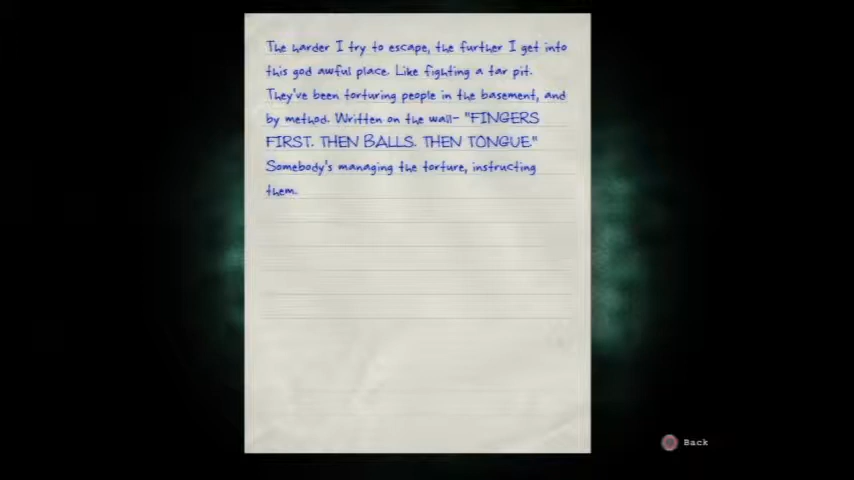 The harder I try to escape, the further I get into
this god awful place. Like fighting a tar pit.
They've been torturing people in the basement, and
by method. Written on the wall- "FINGERS
FIRST. THEN BALLS. THEN TONGUE."
Somebody's managing the torture, instructing
them.
Back